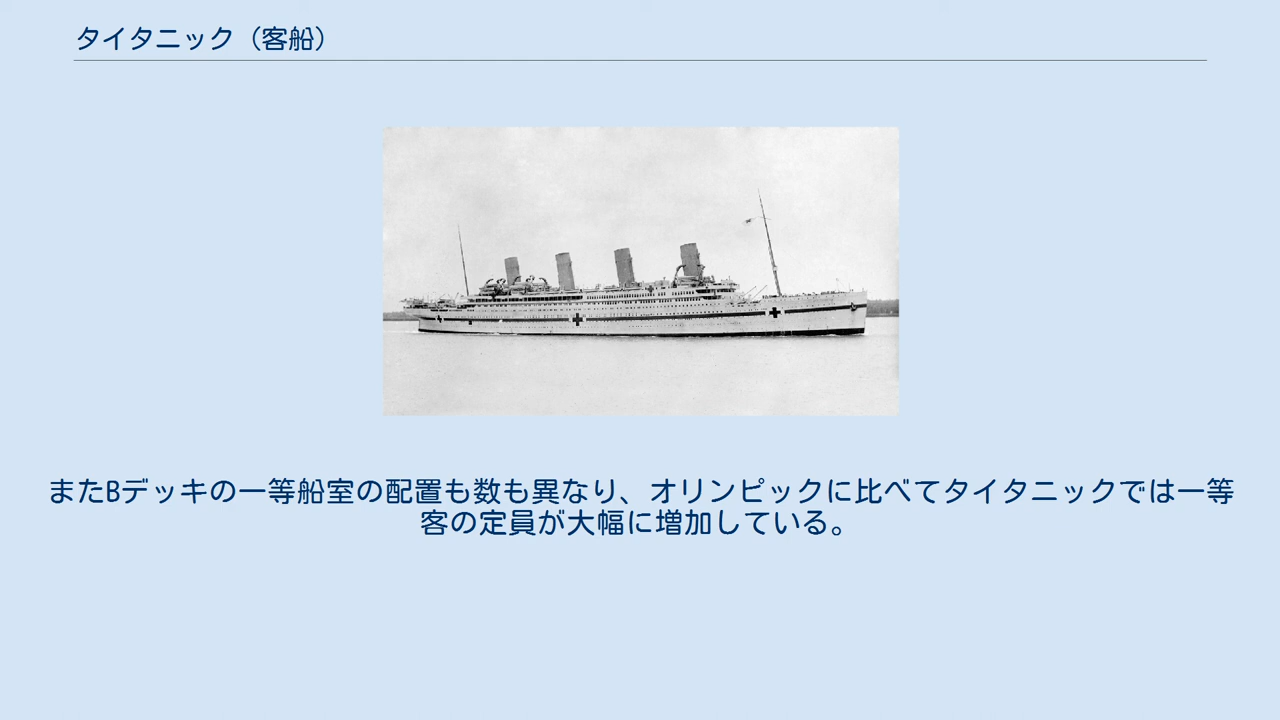 タイタニック（客船）
またBデッキの一等船室の配置も数も異なり、オリンピックに比べてタイタニックでは一等
客の定員が大幅に増加している。